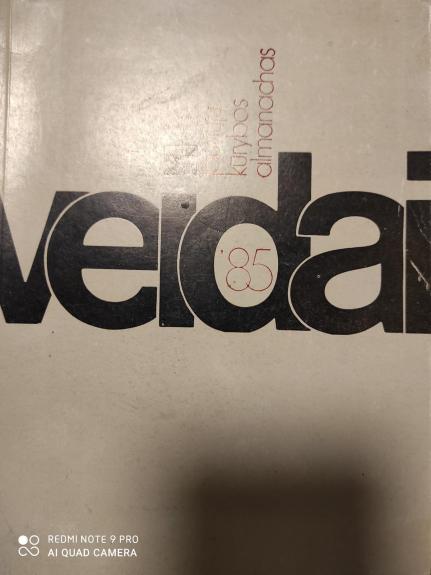 kūrybos
almanachas
veidai
'85
REDMI NOTE 9 PRO
AI QUAD CAMERA